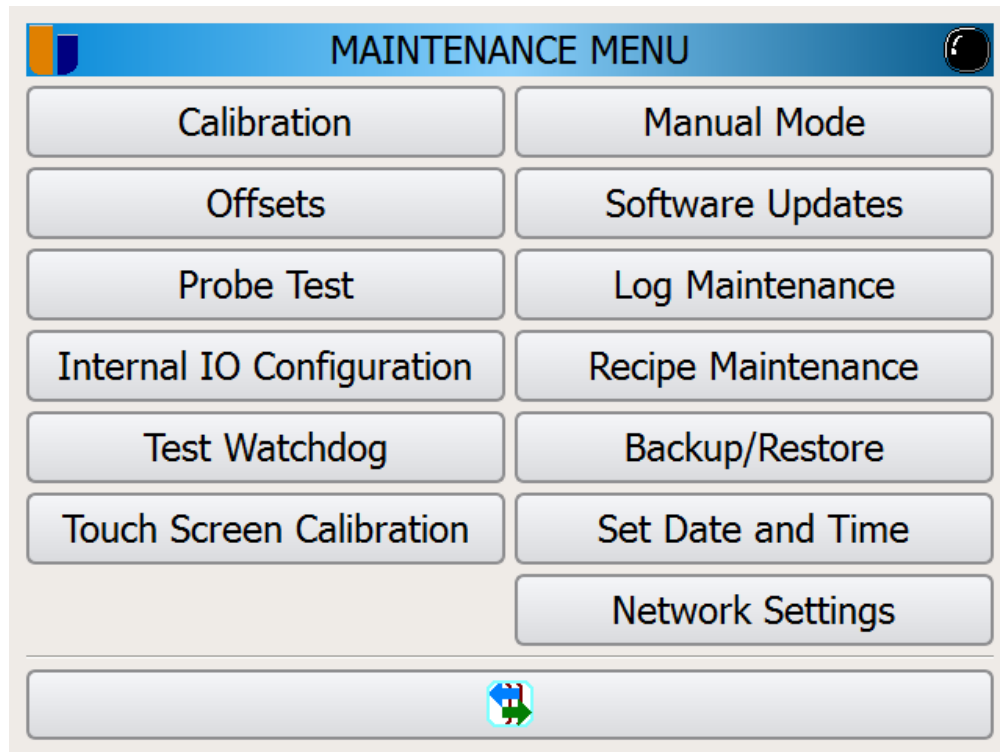 MAINTENANCE MENU
Calibration
Manual Mode
Offsets
Software Updates
Probe Test
Log Maintenance
Internal IO Configuration
Recipe Maintenance
Test Watchdog
Backup/Restore
Touch Screen Calibration
Set Date and Time
Network Settings